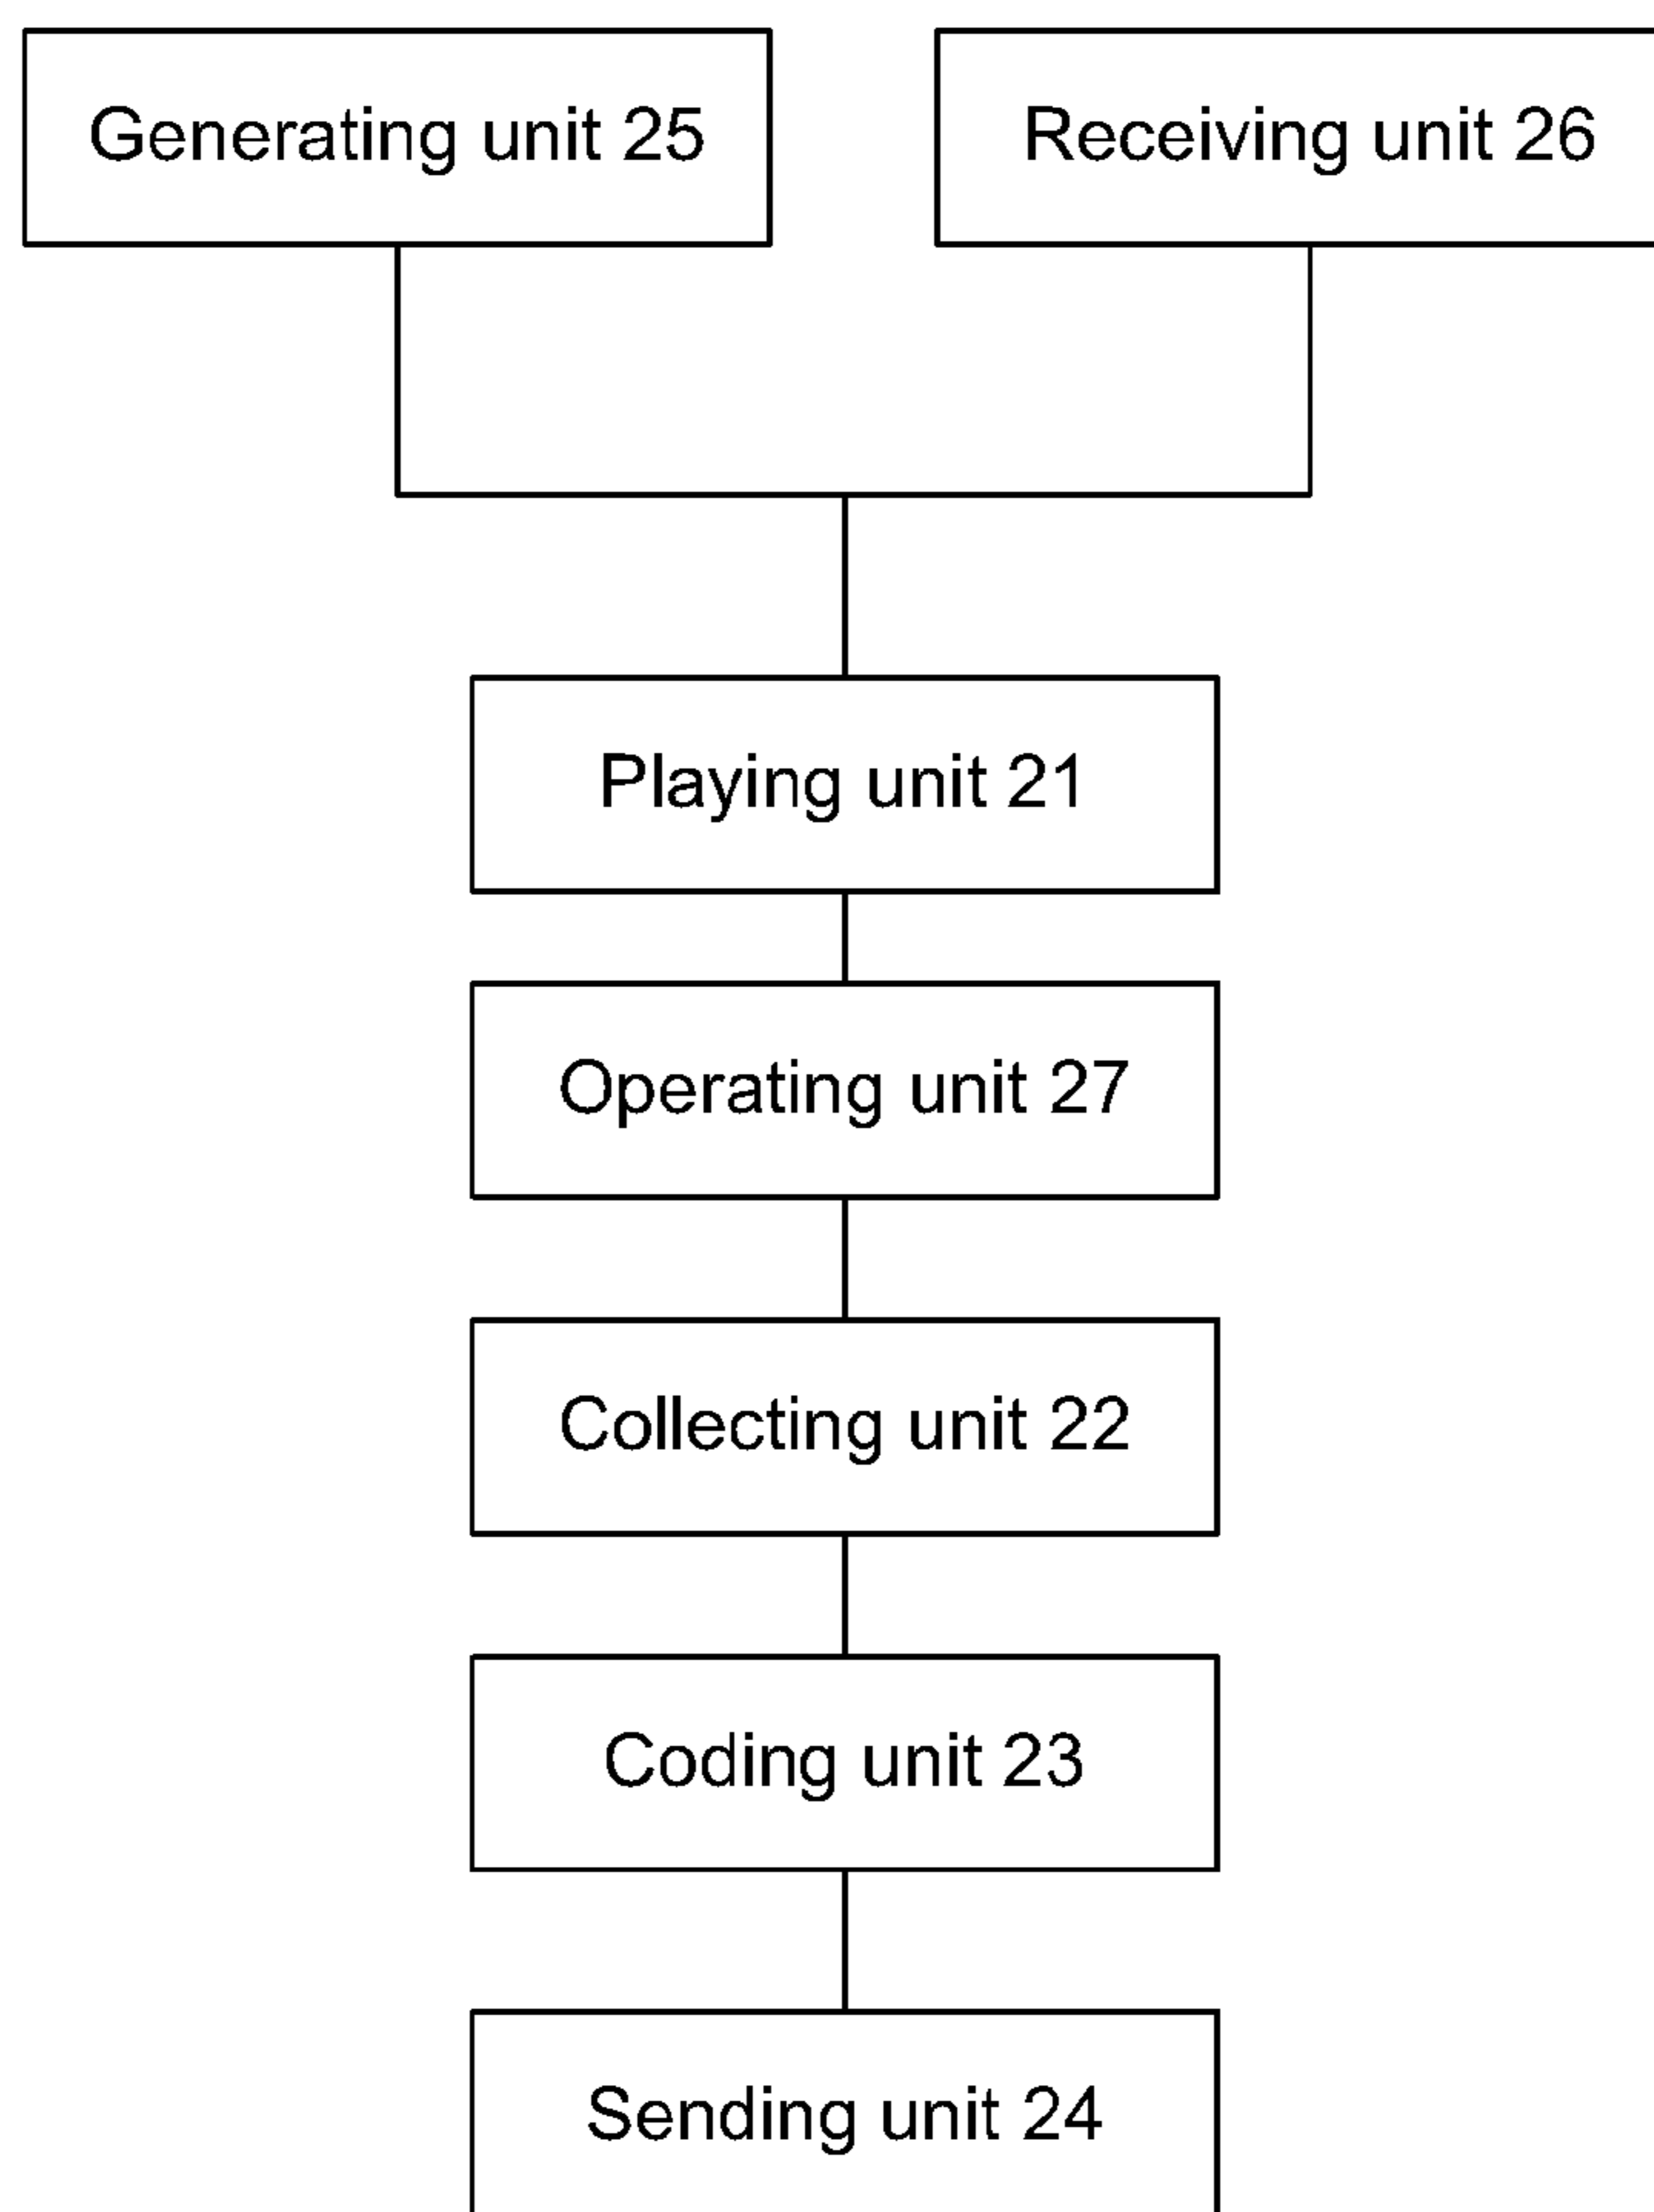 Generating unit 25
Receiving unit 26
Playing unit 21
Operating unit 27
Collecting unit 22
Coding unit 23
Sending unit 24